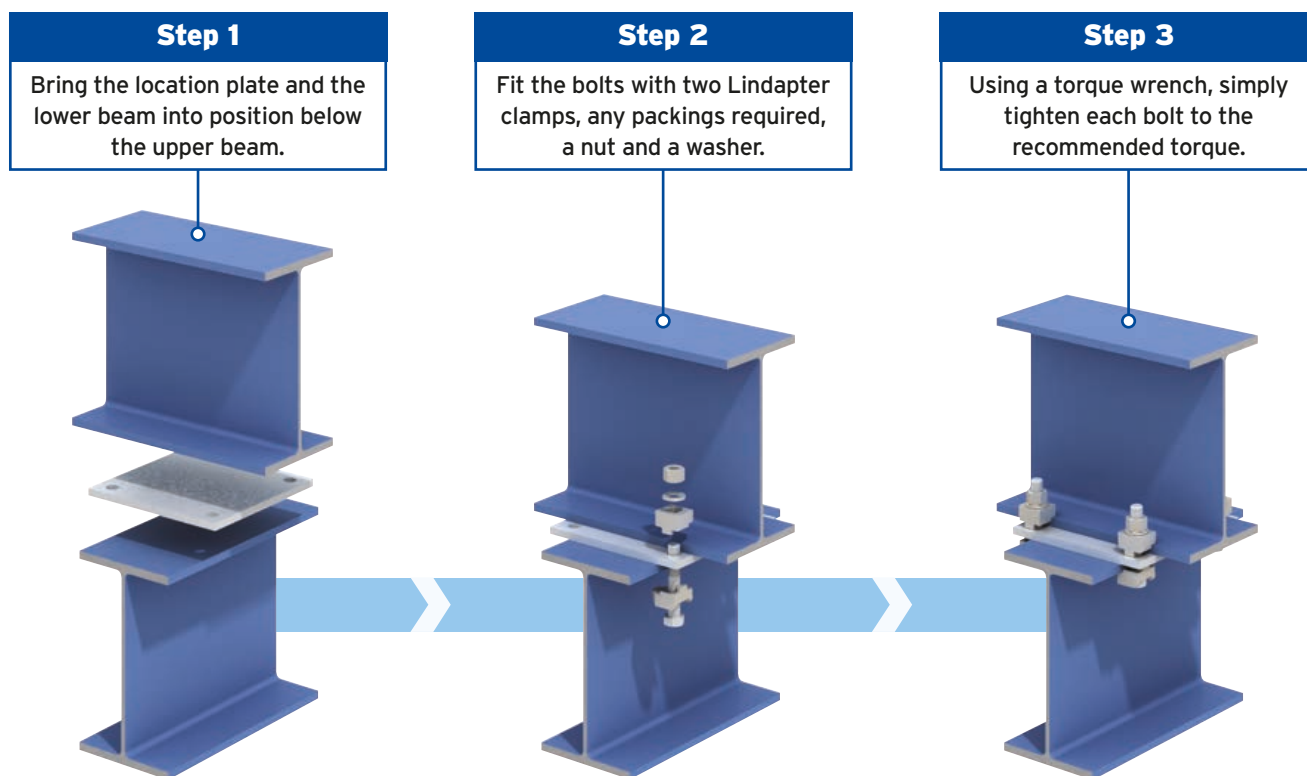 Step 1
Bring the location plate and the
lower beam into position below
the upper beam.
Step 2
Fit the bolts with two Lindapter
clamps, any packings required,
a nut and a washer.
Step 3
Using a torque wrench, simply
tighten each bolt to the
recommended torque.